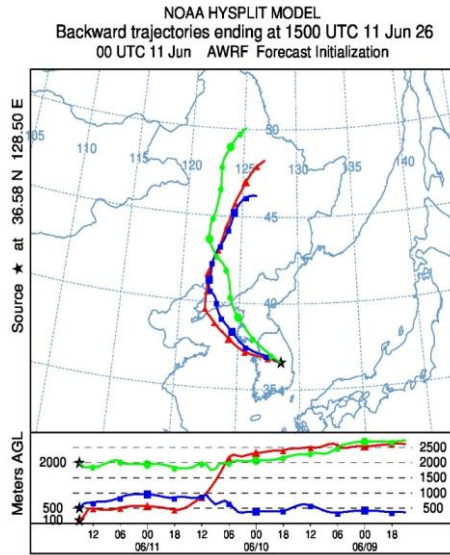 NOAA HYSPLIT MODEL
Backward trajectories ending at 1500 UTC 11 Jun 26
00 UTC 11 Jun AWRF Forecast Initialization
Source ★ at 36.58 N 128.50 E
105
110
115
120
125
130
135
140
50
45
40
35
Meters AGL
2000
500
100
2500
2000
1500
1000
500
12 06 00 18 12 06 00 18 12 06 00 18
06/11 06/10 06/09